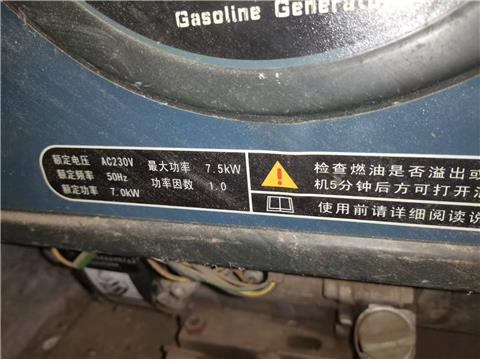 Gasoline Generat
额定电压 AC230V 最大功率 7.5kW
额定频率 50Hz 功率因数 1.0
额定功率 7.0kW
检查燃油是否溢出或
机5分钟后方可打开
使用前请详细阅读说